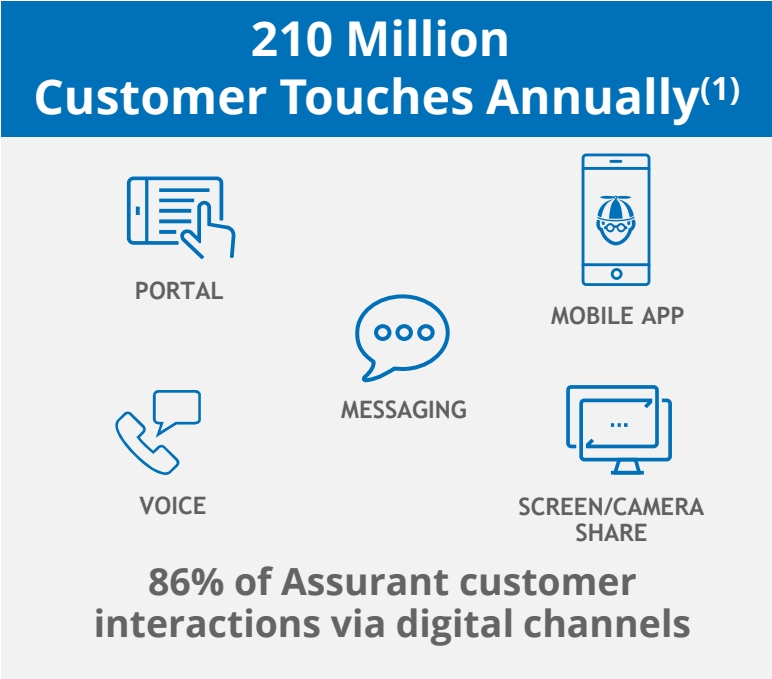 210 Million
Customer Touches Annually(1)
PORTAL
MOBILE APP
MESSAGING
VOICE
SCREEN/CAMERA
SHARE
86% of Assurant customer
interactions via digital channels